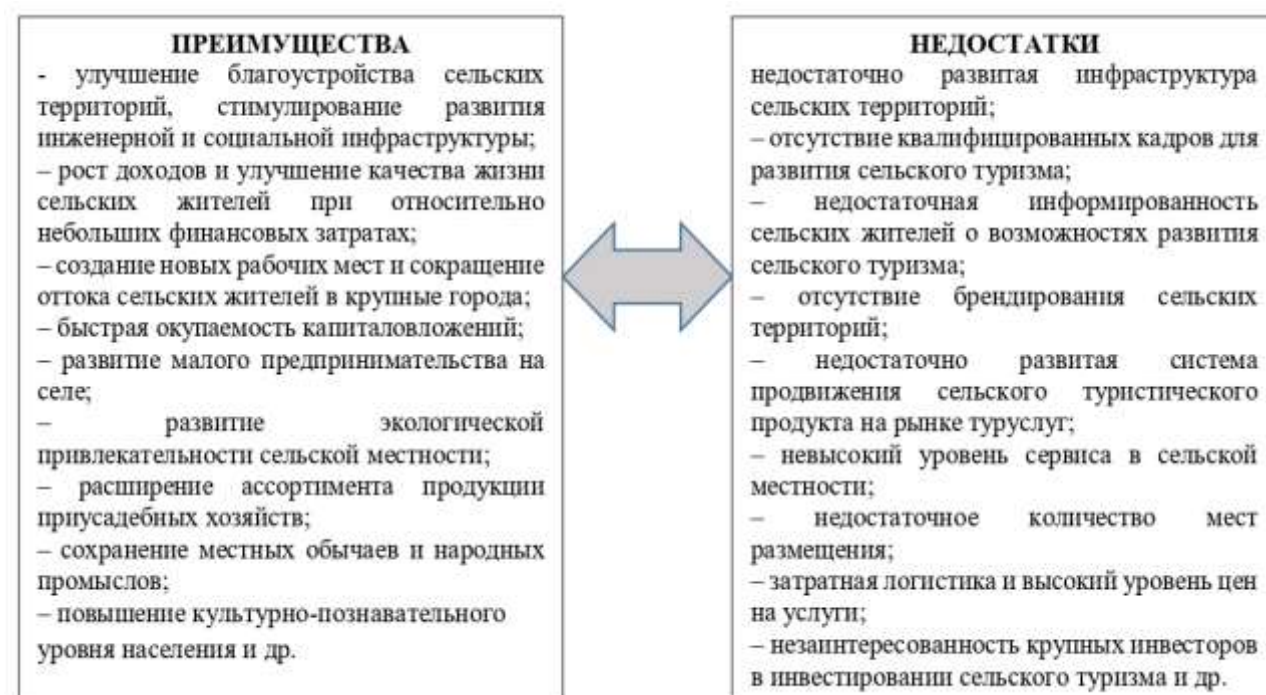 ПРЕИМУЩЕСТВА
- улучшение благоустройства сельских
территорий, стимулирование развития
инженерной и социальной инфраструктуры;
– рост доходов и улучшение качества жизни
сельских жителей при относительно
небольших финансовых затратах;
– создание новых рабочих мест и сокращение
оттока сельских жителей в крупные города;
– быстрая окупаемость капиталовложений;
– развитие малого предпринимательства на
селе;
– развитие экологической
привлекательности сельской местности;
– расширение ассортимента продукции
приусадебных хозяйств;
– сохранение местных обычаев и народных
промыслов;
– повышение культурно-познавательного
уровня населения и др.
НЕДОСТАТКИ
недостаточно развитая инфраструктура
сельских территорий;
– отсутствие квалифицированных кадров для
развития сельского туризма;
– недостаточная информированность
сельских жителей о возможностях развития
сельского туризма;
– отсутствие брендирования сельских
территорий;
– недостаточно развитая система
продвижения сельского туристического
продукта на рынке туруслуг;
– невысокий уровень сервиса в сельской
местности;
– недостаточное количество мест
размещения;
– затратная логистика и высокий уровень цен
на услуги;
– незаинтересованность крупных инвесторов
в инвестировании сельского туризма и др.